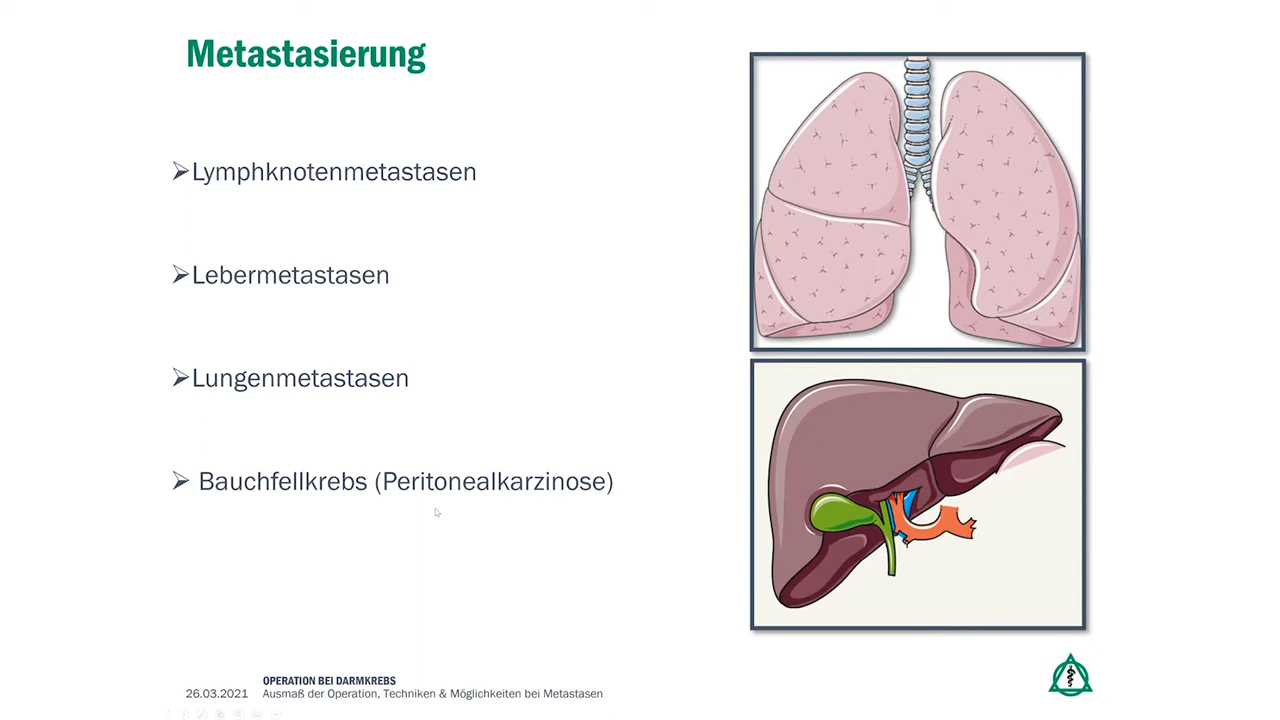 Metastasierung
Lymphknotenmetastasen
Lebermetastasen
Lungenmetastasen
Bauchfellkrebs (Peritonealkarzinose)
OPERATION BEI DARMKREBS
26.03.2021 Ausmaß der Operation, Techniken & Möglichkeiten bei Metastasen